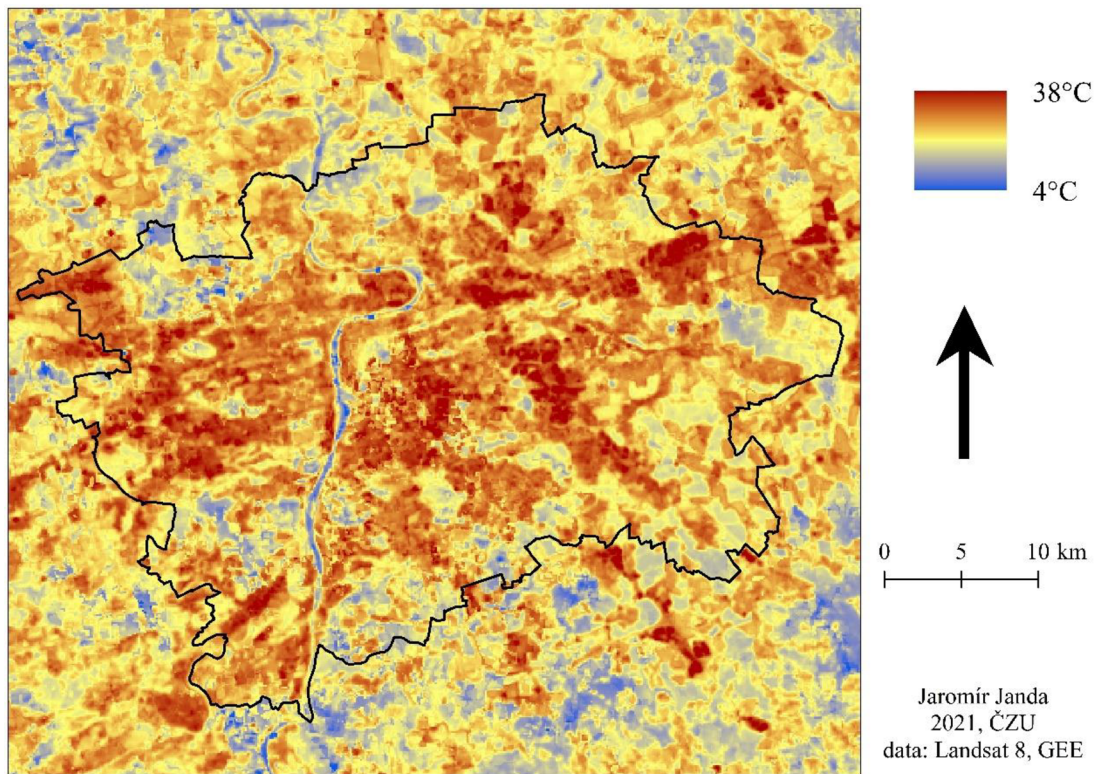 38°C
4°C
0 5 10 km
Jaromír Janda
2021, ČZU
data: Landsat 8, GEE